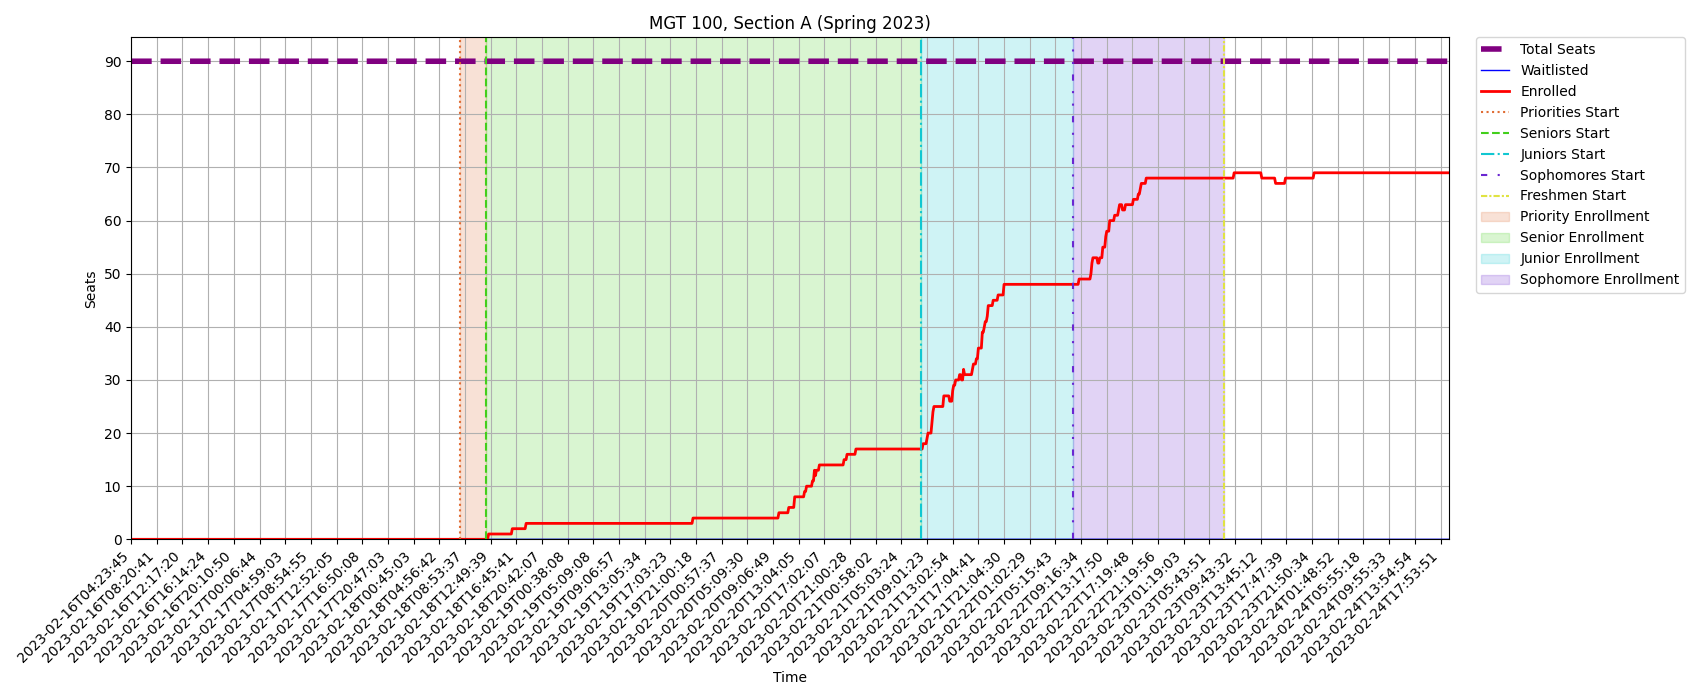 MGT 100, Section A (Spring 2023)
Seats
90
80
70
60
50
40
30
20
10
0
2023-02-16T04:23:45
2023-02-16T08:20:41
2023-02-16T12:17:20
2023-02-16T16:14:24
2023-02-16T20:10:50
2023-02-17T00:06:44
2023-02-17T04:59:03
2023-02-17T08:54:55
2023-02-17T12:52:05
2023-02-17T16:50:08
2023-02-17T20:47:03
2023-02-18T00:45:03
2023-02-18T04:56:42
2023-02-18T08:53:37
2023-02-18T12:49:39
2023-02-18T16:45:41
2023-02-18T20:42:07
2023-02-19T00:38:08
2023-02-19T05:09:08
2023-02-19T09:06:57
2023-02-19T13:05:34
2023-02-19T17:03:23
2023-02-19T21:00:18
2023-02-20T00:57:37
2023-02-20T05:09:30
2023-02-20T09:06:49
2023-02-20T13:04:05
2023-02-20T17:02:07
2023-02-20T21:00:28
2023-02-21T00:58:02
2023-02-21T05:03:24
2023-02-21T09:01:23
2023-02-21T13:02:54
2023-02-21T17:04:41
2023-02-21T21:04:30
2023-02-22T01:02:29
2023-02-22T05:15:43
2023-02-22T09:16:34
2023-02-22T13:17:50
2023-02-22T17:19:48
2023-02-22T21:19:56
2023-02-23T01:19:03
2023-02-23T05:43:51
2023-02-23T09:43:32
2023-02-23T13:45:12
2023-02-23T17:47:39
2023-02-23T21:50:34
2023-02-24T01:48:52
2023-02-24T05:55:18
2023-02-24T09:55:33
2023-02-24T13:54:54
2023-02-24T17:53:51
Time
Total Seats
Waitlisted
Enrolled
Priorities Start
Seniors Start
Juniors Start
Sophomores Start
Freshmen Start
Priority Enrollment
Senior Enrollment
Junior Enrollment
Sophomore Enrollment